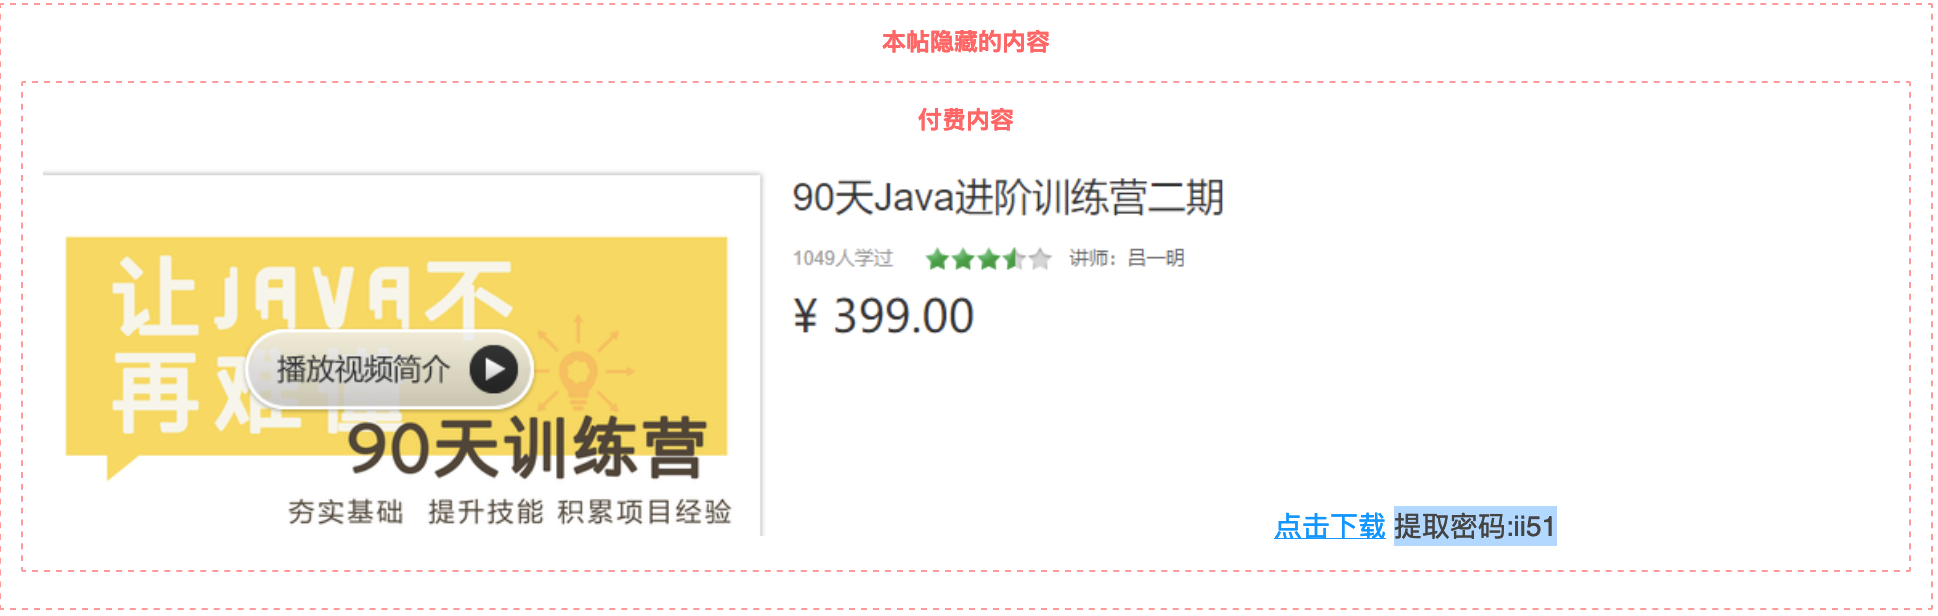 本帖隐藏的内容
付费内容
让JAVA不
再难懂
播放视频简介
90天训练营
夯实基础 提升技能 积累项目经验
90天Java进阶训练营二期
1049人学过 讲师：吕一明
¥ 399.00
点击下载 提取密码:ii51